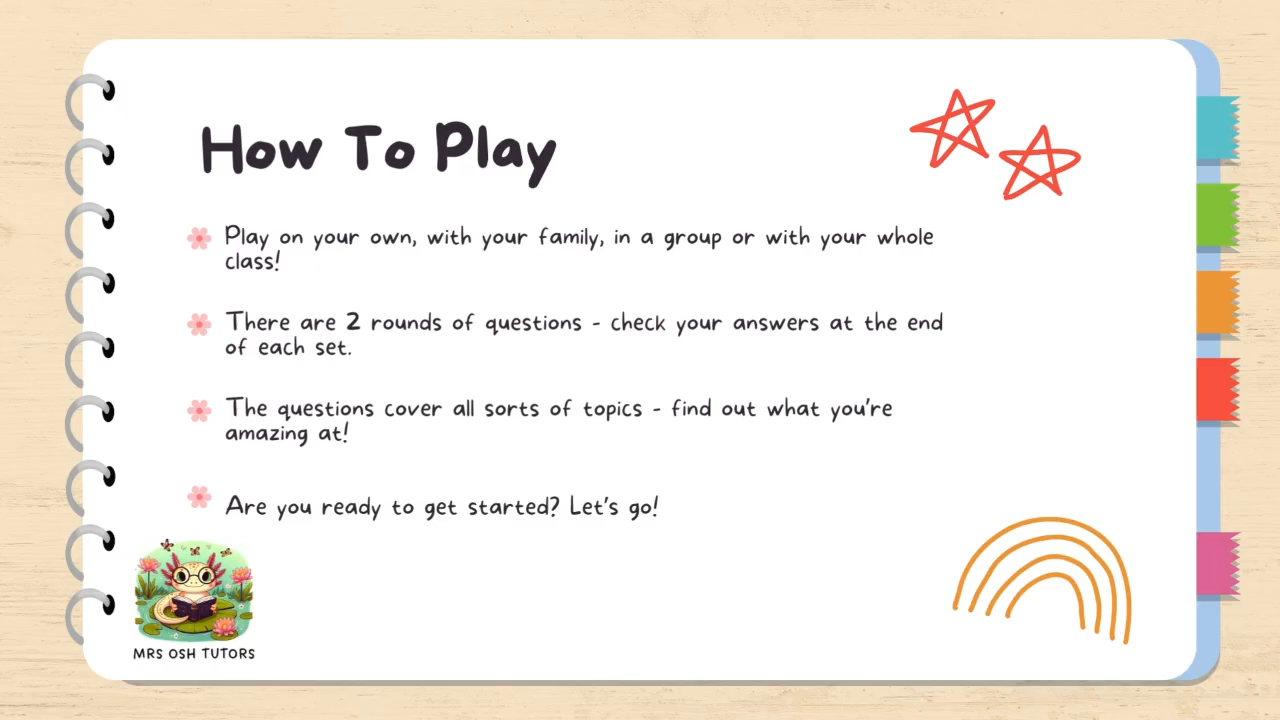 How To Play
Play on your own, with your family, in a group or with your whole
class!
There are 2 rounds of questions - check your answers at the end
of each set.
The questions cover all sorts of topics - find out what you're
amazing at!
Are you ready to get started? Let's go!
MRS OSH TUTORS